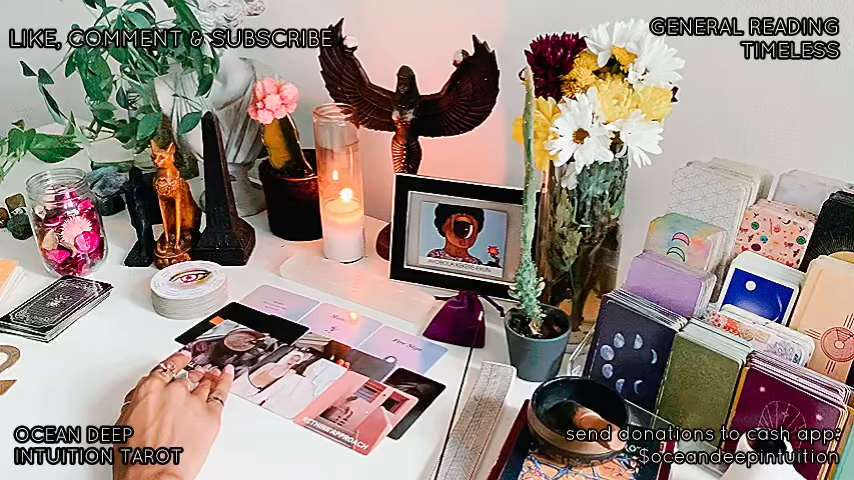 LIKE, COMMENT & SUBSCRIBE
GENERAL READING
TIMELESS
RETHINK APPROACH
OCEAN DEEP
INTUITION TAROT
send donations to cash app:
$oceandeepintuition